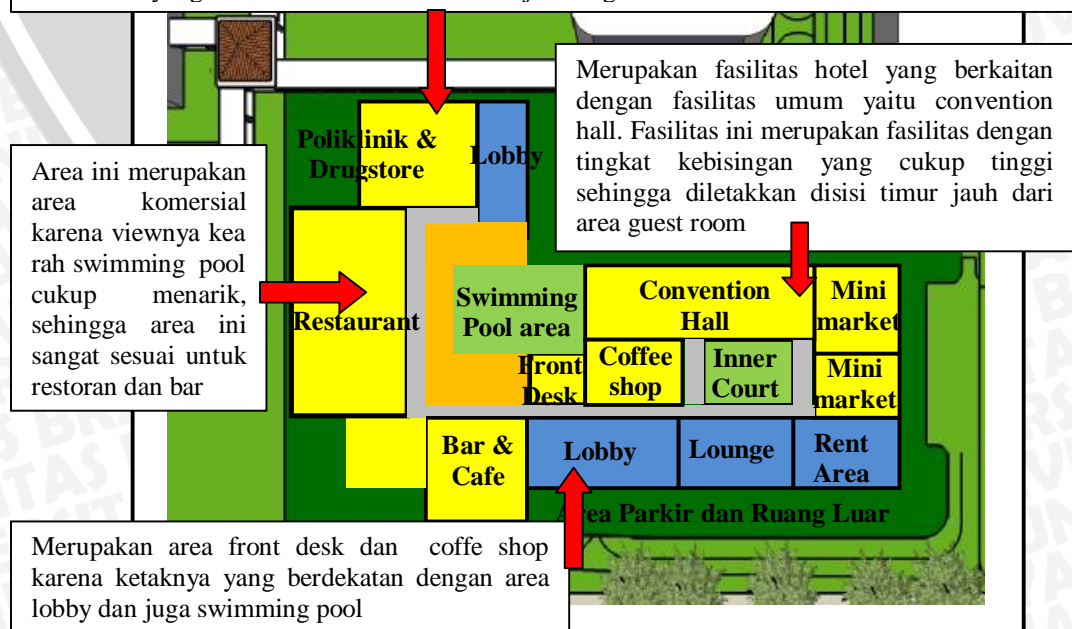 Merupakan fasilitas hotel yang berkaitan
dengan fasilitas umum yaitu convention
hall. Fasilitas ini merupakan fasilitas dengan
tingkat kebisingan yang cukup tinggi
sehingga diletakkan disisi timur jauh dari
area guest room
Area ini merupakan
area komersial
karena viewnya kea
rah swimming pool
cukup menarik,
sehingga area ini
sangat sesuai untuk
restoran dan bar
Poliklinik &
Drugstore
Lobby
Restaurant
Swimming
Pool area
Convention
Hall
Mini
market
Front
Desk
Coffee
shop
Inner
Court
Mini
market
Bar &
Cafe
Lobby
Lounge
Rent
Area
Area Parkir dan Ruang Luar
Merupakan area front desk dan coffe shop
karena ketaknya yang berdekatan dengan area
lobby dan juga swimming pool